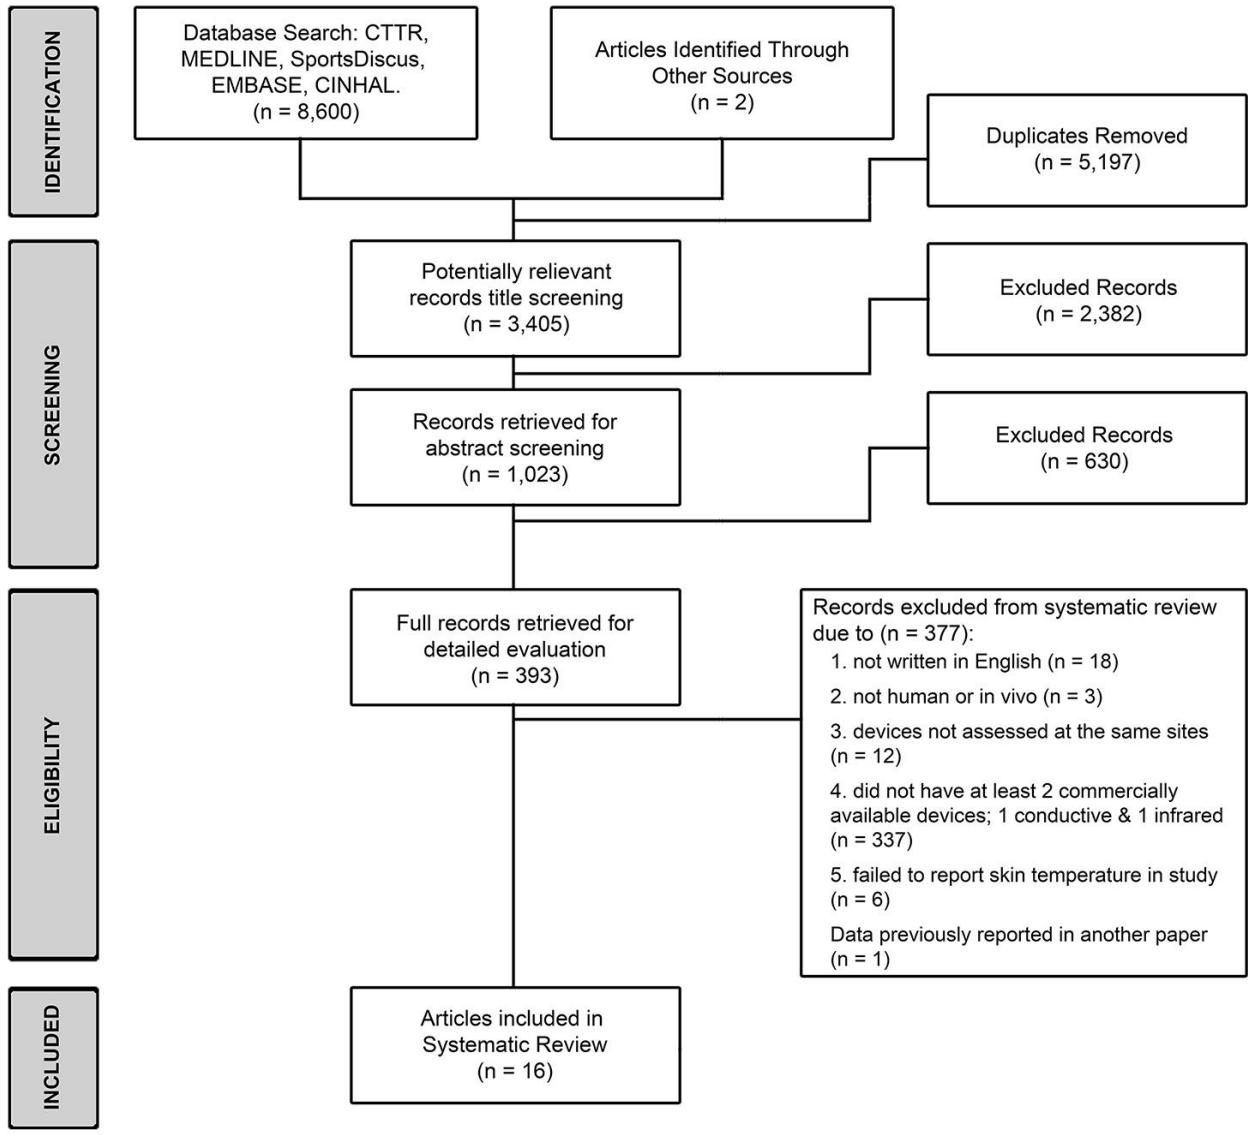 IDENTIFICATION
Database Search: CTTR,
MEDLINE, SportsDiscus,
EMBASE, CINHAL.
(n = 8,600)
Articles Identified Through
Other Sources
(n = 2)
Duplicates Removed
(n = 5,197)
SCREENING
Potentially relievant
records title screening
(n = 3,405)
Excluded Records
(n = 2,382)
Records retrieved for
abstract screening
(n = 1,023)
Excluded Records
(n = 630)
ELIGIBILITY
Full records retrieved for
detailed evaluation
(n = 393)
Records excluded from systematic review
due to (n = 377):
1. not written in English (n = 18)
2. not human or in vivo (n = 3)
3. devices not assessed at the same sites
(n = 12)
4. did not have at least 2 commercially
available devices; 1 conductive & 1 infrared
(n = 337)
5. failed to report skin temperature in study
(n = 6)
Data previously reported in another paper
(n = 1)
INCLUDED
Articles included in
Systematic Review
(n = 16)